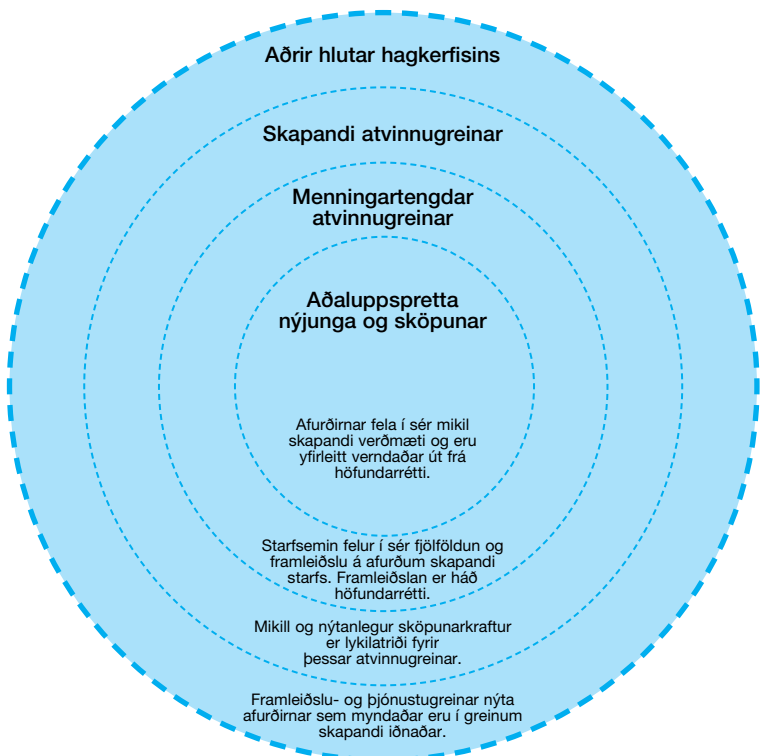 Aðrir hlutar hagkerfisins
Skapandi atvinnugreinar
Menningartengdar
atvinnugreinar
Aðaluppspretta
nýjunga og sköpunar
Afurðirnar fela í sér mikil
skapandi verðmæti og eru
yfirleitt verndaðar út frá
höfundarrétti.
Starfsemin felur í sér fjölföldun og
framleiðslu á afurðum skapandi
starfs. Framleiðslan er háð
höfundarrétti.
Mikill og nýtanlegur sköpunarkraftur
er lykilatriði fyrir
þessar atvinnugreinar.
Framleiðslu- og þjónustugreinar nýta
afurðirnar sem myndaðar eru í greinum
skapandi iðnaðar.